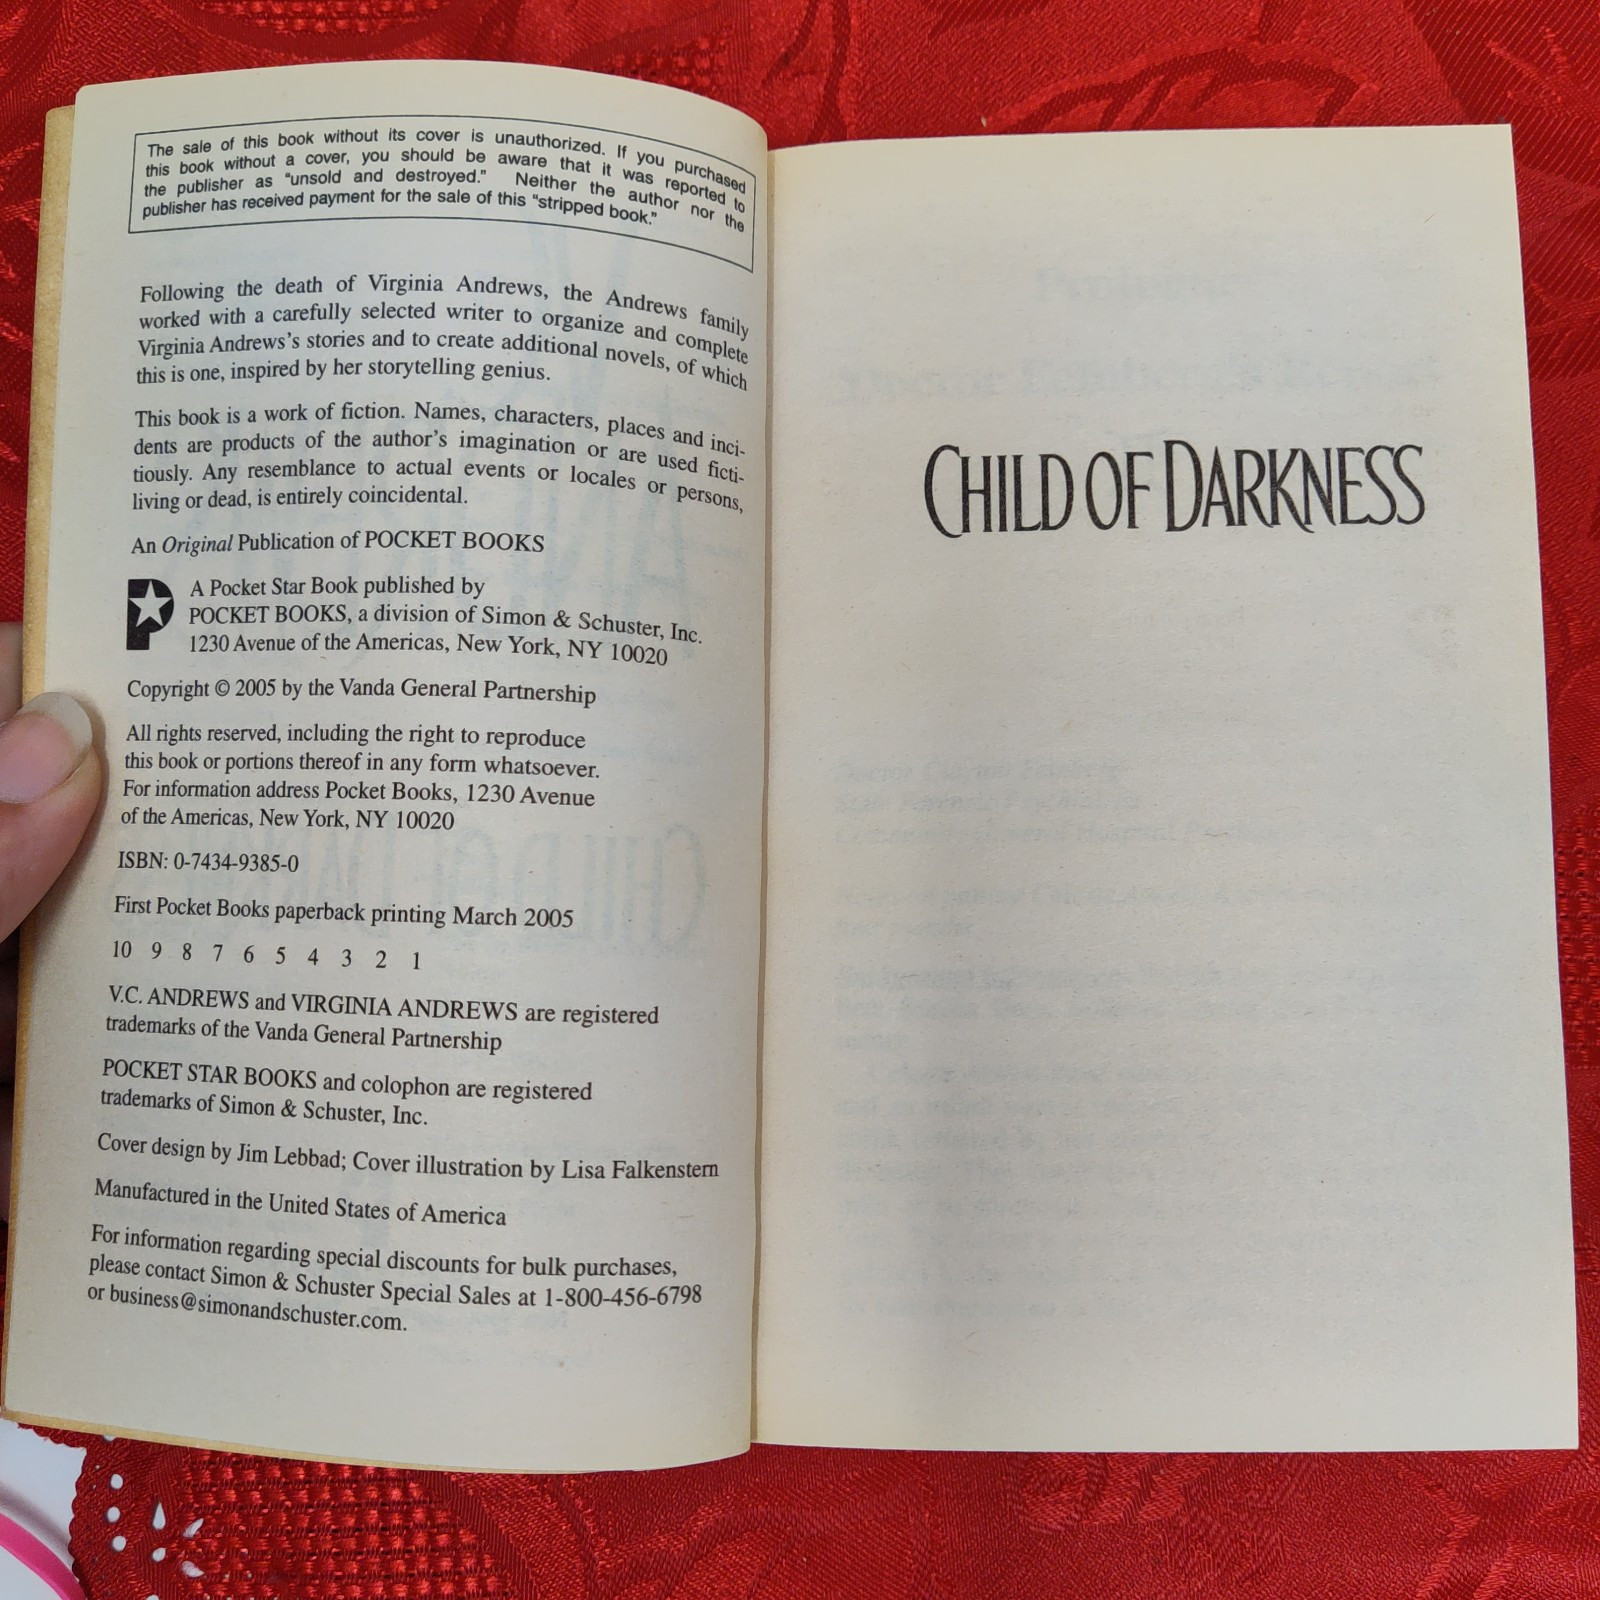 The sale of this book without its cover is unauthorized. If you purchased
this book without a cover, you should be aware that it was reported to
the publisher as "unsold and destroyed." Neither the author nor the
publisher has received payment for the sale of this "stripped book."
Following the death of Virginia Andrews, the Andrews family
worked with a carefully selected writer to organize and complete
Virginia Andrews's stories and to create additional novels, of which
this is one, inspired by her storytelling genius.
This book is a work of fiction. Names, characters, places and inci-
dents are products of the author's imagination or are used ficti-
tiously. Any resemblance to actual events or locales or persons,
living or dead, is entirely coincidental.
An Original Publication of POCKET BOOKS
A Pocket Star Book published by
POCKET BOOKS, a division of Simon & Schuster, Inc.
1230 Avenue of the Americas, New York, NY 10020
Copyright © 2005 by the Vanda General Partnership
All rights reserved, including the right to reproduce
this book or portions thereof in any form whatsoever.
For information address Pocket Books, 1230 Avenue
of the Americas, New York, NY 10020
ISBN: 0-7434-9385-0
First Pocket Books paperback printing March 2005
10 9 8 7 6 5 4 3 2 1
V.C. ANDREWS and VIRGINIA ANDREWS are registered
trademarks of the Vanda General Partnership
POCKET STAR BOOKS and colophon are registered
trademarks of Simon & Schuster, Inc.
Cover design by Jim Lebbad; Cover illustration by Lisa Falkenstern
Manufactured in the United States of America
For information regarding special discounts for bulk purchases,
please contact Simon & Schuster Special Sales at 1-800-456-6798
or business@simonandschuster.com.
CHILD OF DARKNESS